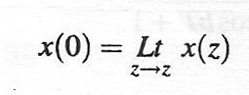 x(0) = Lt x(z)
z→z